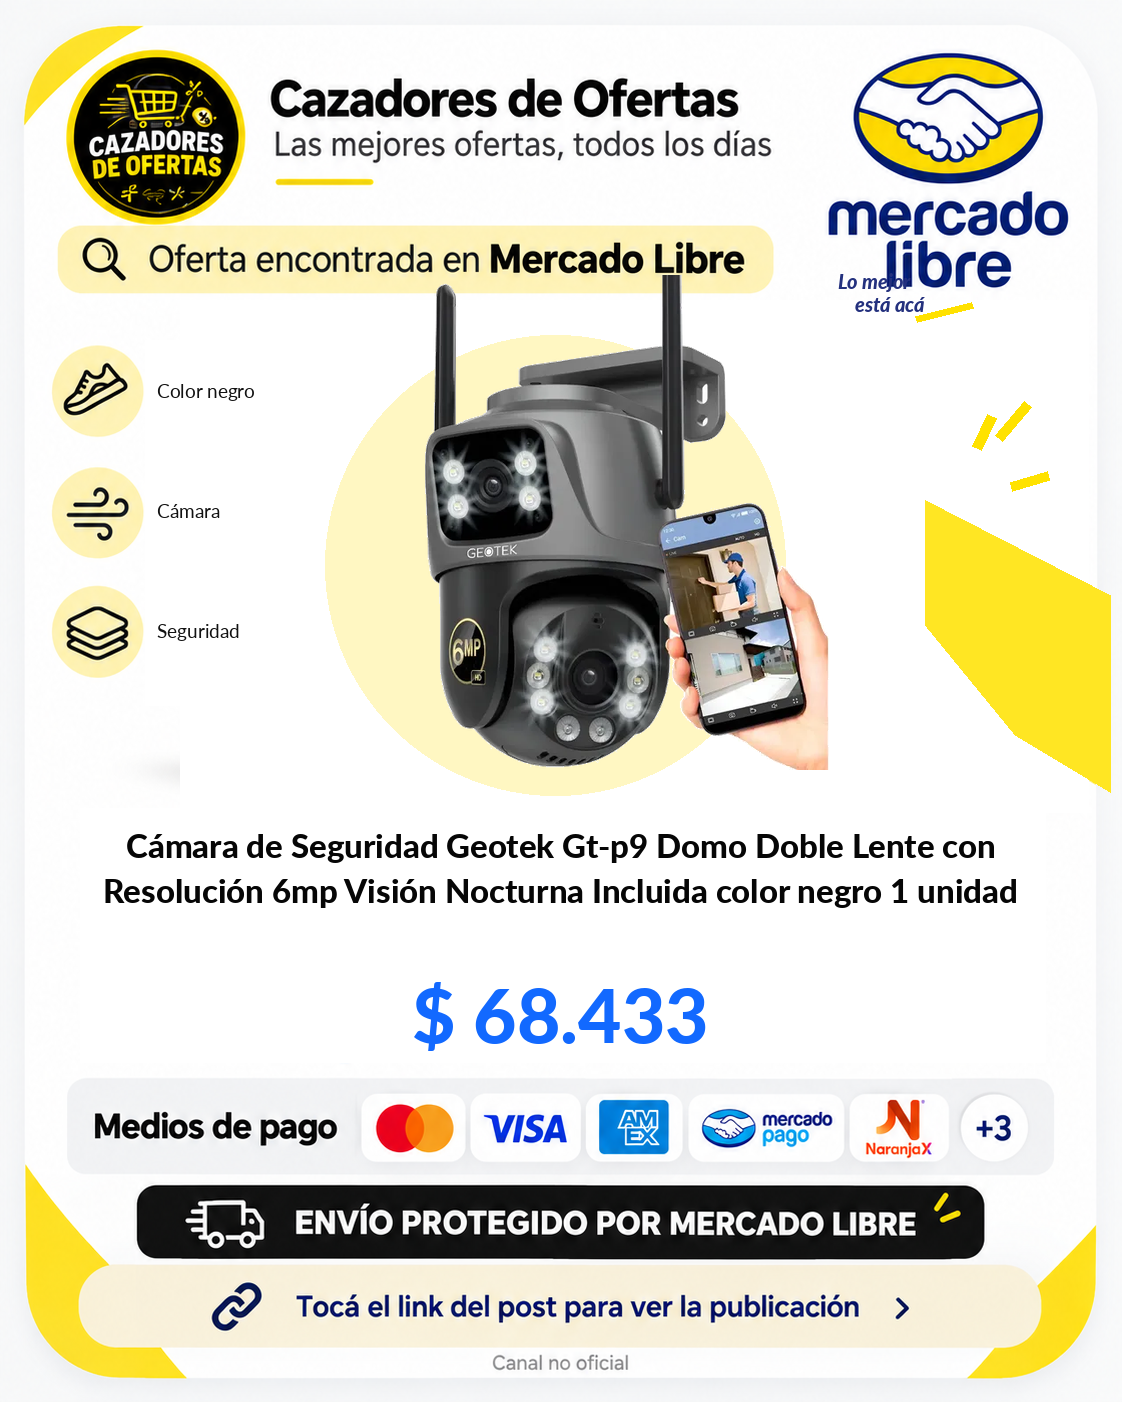 CAZADORES
DE OFERTAS
Cazadores de Ofertas
Las mejores ofertas, todos los días
mercado
libre
Lo mejor
está acá
Oferta encontrada en Mercado Libre
Color negro
Cámara
Seguridad
GEOTEK
6MP
HD
Cámara de Seguridad Geotek Gt-p9 Domo Doble Lente con
Resolución 6mp Visión Nocturna Incluida color negro 1 unidad
$ 68.433
Medios de pago
VISA
AM
EX
mercado
pago
N
NaranjaX
+3
ENVÍO PROTEGIDO POR MERCADO LIBRE
Tocá el link del post para ver la publicación
Canal no oficial